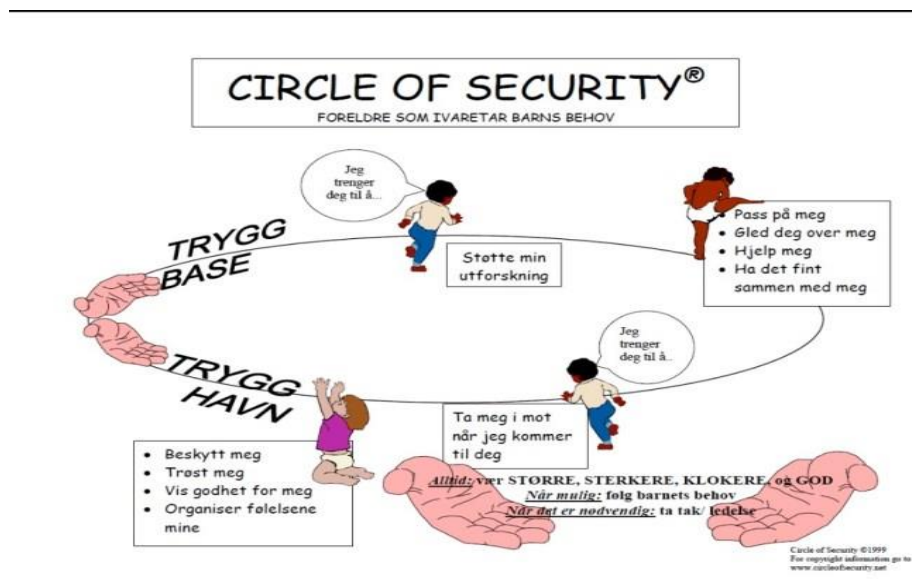 CIRCLE OF SECURITY®
FORELDRE SOM IVARETAR BARNS BEHOV
Jeg
trenger
deg til å...
TRYGG
BASE
Støtte min
utforskning
• Pass på meg
• Gled deg over meg
• Hjelp meg
• Ha det fint
sammen med meg
Jeg
trenger
deg til å..
TRYGG
HAVN
Ta meg i mot
når jeg kommer
til deg
• Beskytt meg
• Trøst meg
• Vis godhet for meg
• Organiser følelsene
mine
Alltid: vær STØRRE, STERKERE, KLOKERE, og GOD
Når mulig: følg barnets behov
Når det er nødvendig: ta tak/ ledelse
Circle of Security ©1999
For copyright information go to
www.circleofsecurity.net